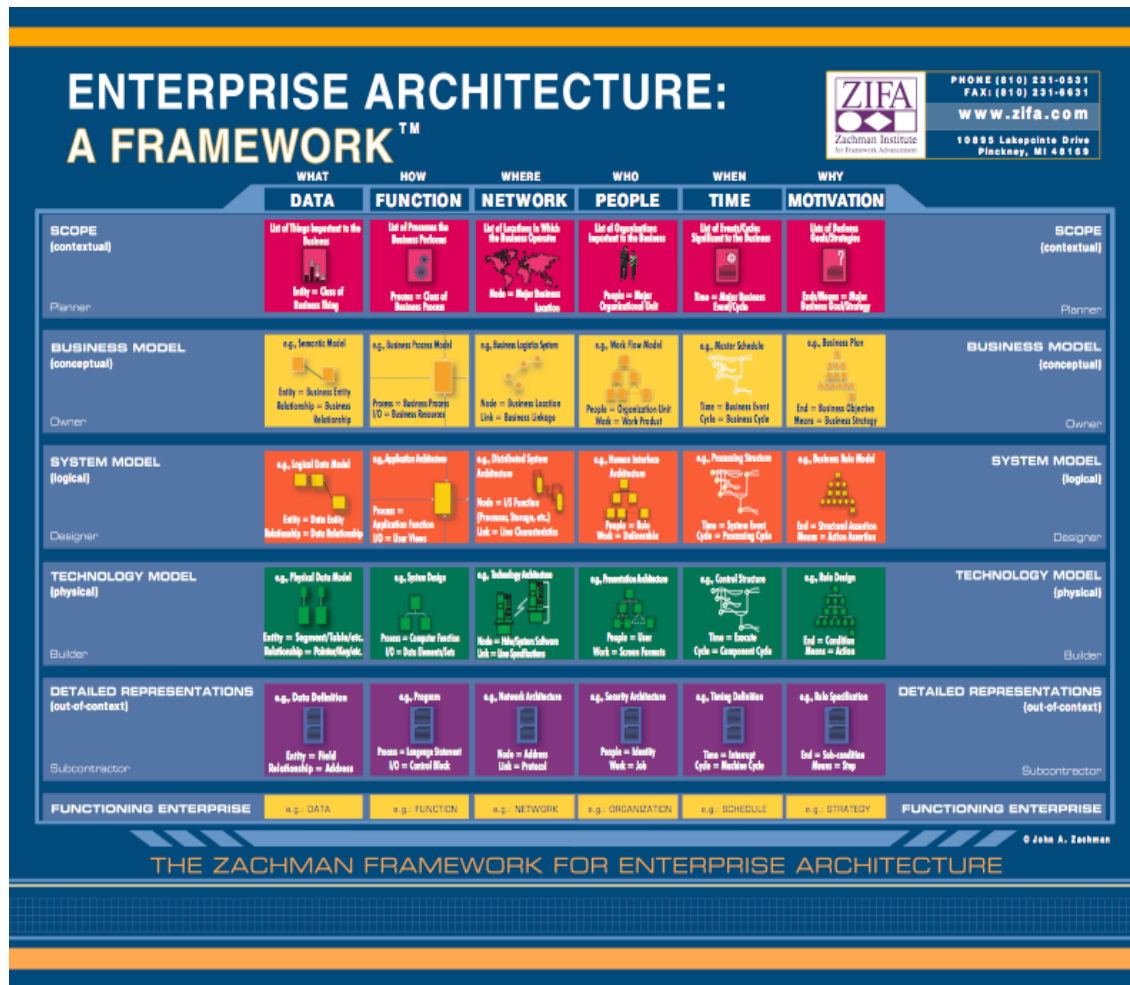 ENTERPRISE ARCHITECTURE:
A FRAMEWORK™
ZIFA
Zachman Institute
for Framework Advancement
PHONE (810) 231-0531
FAX: (810) 231-6631
www.zifa.com
10895 Lakepointe Drive
Pinckney, MI 48169
WHAT HOW WHERE WHO WHEN WHY
DATA FUNCTION NETWORK PEOPLE TIME MOTIVATION
SCOPE
(contextual)
Planner
List of Things Important to the
Business
Entity = Class of
Business Thing
List of Processes the
Business Performs
Process = Class of
Business Process
List of Locations In Which
the Business Operates
Node = Major Business
Location
List of Organizations
Important to the Business
People = Major
Organizational Unit
List of Events/Cycles
Significant to the Business
Time = Major Business
Event/Cycle
Lists of Business
Goals/Strategies
Ends/Means = Major
Business Goal/Strategy
SCOPE
(contextual)
Planner
BUSINESS MODEL
(conceptual)
Owner
e.g., Semantic Model
Entity = Business Entity
Relationship = Business
Relationship
e.g., Business Process Model
Process = Business Process
I/O = Business Resources
e.g., Business Logistics System
Node = Business Location
Link = Business Linkage
e.g., Work Flow Model
People = Organization Unit
Work = Work Product
e.g., Master Schedule
Time = Business Event
Cycle = Business Cycle
e.g., Business Plan
End = Business Objective
Means = Business Strategy
BUSINESS MODEL
(conceptual)
Owner
SYSTEM MODEL
(logical)
Designer
e.g., Logical Data Model
Entity = Data Entity
Relationship = Data Relationship
e.g., Application Architecture
Process =
Application Function
I/O = User Views
e.g., Distributed System
Architecture
Node = I/S Function
(Processor, Storage, etc.)
Link = Line Characteristics
e.g., Human Interface
Architecture
People = Role
Work = Deliverable
e.g., Processing Structure
Time = System Event
Cycle = Processing Cycle
e.g., Business Rule Model
End = Structural Assertion
Means = Action Assertion
SYSTEM MODEL
(logical)
Designer
TECHNOLOGY MODEL
(physical)
Builder
e.g., Physical Data Model
Entity = Segment/Table/etc.
Relationship = Pointer/Key/etc.
e.g., System Design
Process = Computer Function
I/O = Data Elements/Sets
e.g., Technology Architecture
Node = Hdw/System Software
Link = Line Specifications
e.g., Presentation Architecture
People = User
Work = Screen Formats
e.g., Control Structure
Time = Execute
Cycle = Component Cycle
e.g., Rule Design
End = Condition
Means = Action
TECHNOLOGY MODEL
(physical)
Builder
DETAILED REPRESENTATIONS
(out-of-context)
Subcontractor
e.g., Data Definition
Entity = Field
Relationship = Address
e.g., Program
Process = Language Statement
I/O = Control Block
e.g., Network Architecture
Node = Address
Link = Protocol
e.g., Security Architecture
People = Identity
Work = Job
e.g., Timing Definition
Time = Interrupt
Cycle = Machine Cycle
e.g., Rule Specification
End = Sub-condition
Means = Step
DETAILED REPRESENTATIONS
(out-of-context)
Subcontractor
FUNCTIONING ENTERPRISE
e.g.: DATA
e.g.: FUNCTION
e.g.: NETWORK
e.g.: ORGANIZATION
e.g.: SCHEDULE
e.g.: STRATEGY
FUNCTIONING ENTERPRISE
© John A. Zachman
THE ZACHMAN FRAMEWORK FOR ENTERPRISE ARCHITECTURE